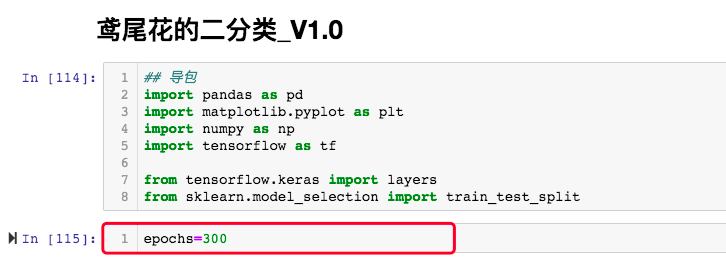 鸢尾花的二分类_V1.0
In [114]:
1 ## 导包
2 import pandas as pd
3 import matplotlib.pyplot as plt
4 import numpy as np
5 import tensorflow as tf
6
7 from tensorflow.keras import layers
8 from sklearn.model_selection import train_test_split
In [115]:
1 epochs=300